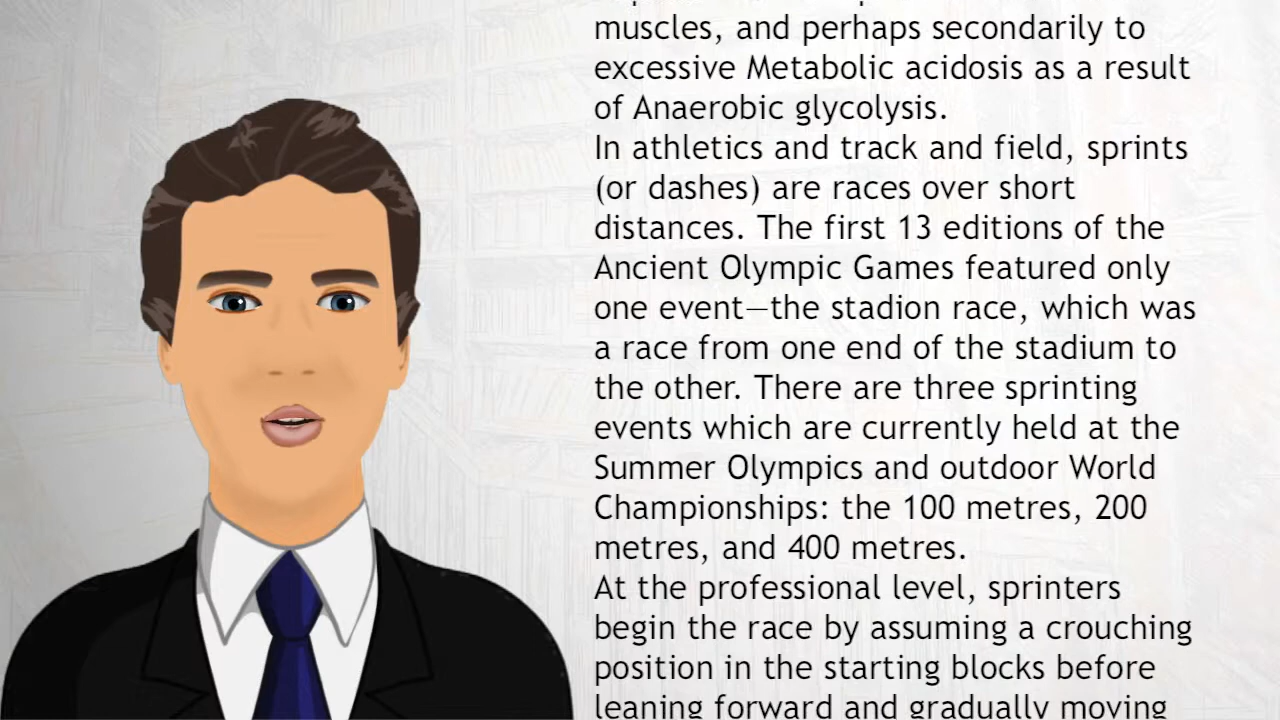 muscles, and perhaps secondarily to
excessive Metabolic acidosis as a result
of Anaerobic glycolysis.
In athletics and track and field, sprints
(or dashes) are races over short
distances. The first 13 editions of the
Ancient Olympic Games featured only
one event—the stadion race, which was
a race from one end of the stadium to
the other. There are three sprinting
events which are currently held at the
Summer Olympics and outdoor World
Championships: the 100 metres, 200
metres, and 400 metres.
At the professional level, sprinters
begin the race by assuming a crouching
position in the starting blocks before
leaning forward and gradually moving